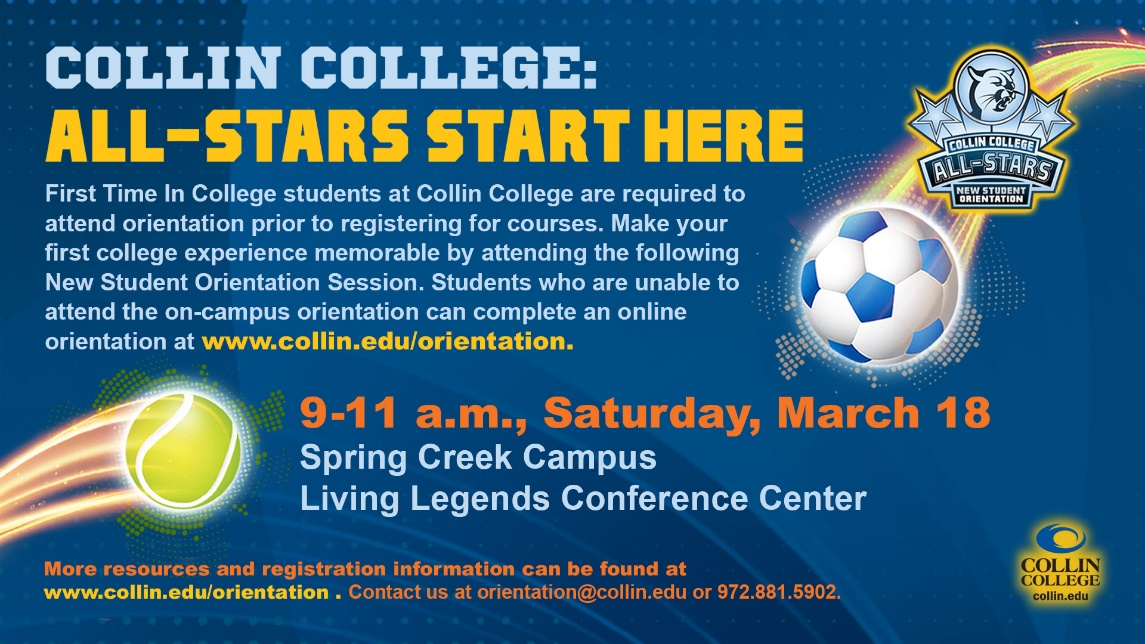 COLLIN COLLEGE:
ALL-STARS START HERE
First Time In College students at Collin College are required to
attend orientation prior to registering for courses. Make your
first college experience memorable by attending the following
New Student Orientation Session. Students who are unable to
attend the on-campus orientation can complete an online
orientation at www.collin.edu/orientation.
COLLIN COLLEGE
ALL-STARS
NEW STUDENT
ORIENTATION
9-11 a.m., Saturday, March 18
Spring Creek Campus
Living Legends Conference Center
More resources and registration information can be found at
www.collin.edu/orientation . Contact us at orientation@collin.edu or 972.881.5902.
COLLIN
COLLEGE
collin.edu